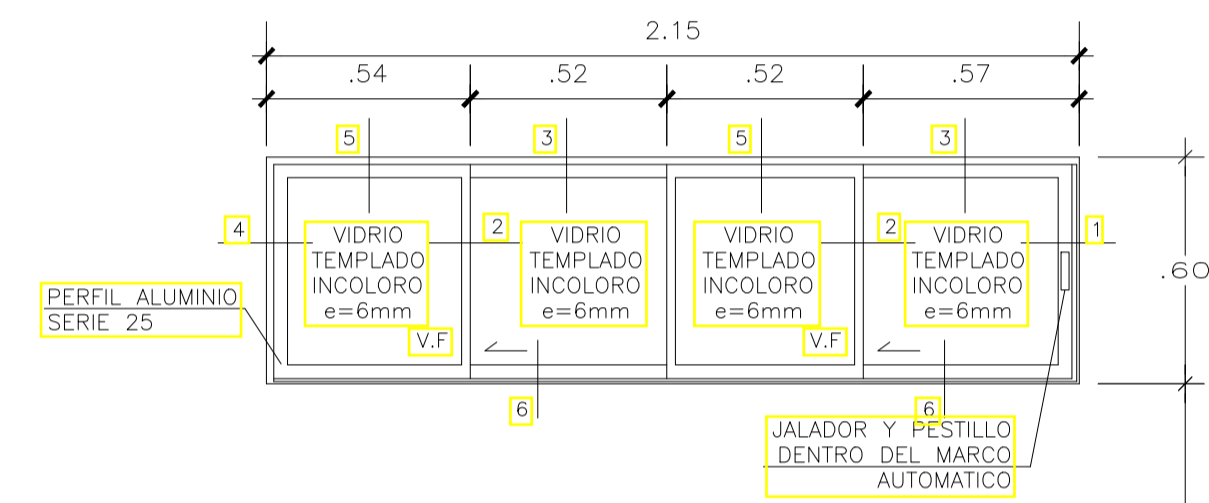 2.15
.54 .52 .52 .57
5 3 5 3
4 2 2 1
VIDRIO
TEMPLADO
INCOLORO
e=6mm
VIDRIO
TEMPLADO
INCOLORO
e=6mm
VIDRIO
TEMPLADO
INCOLORO
e=6mm
VIDRIO
TEMPLADO
INCOLORO
e=6mm
.60
PERFIL ALUMINIO
SERIE 25
V.F V.F
6 6
JALADOR Y PESTILLO
DENTRO DEL MARCO
AUTOMATICO